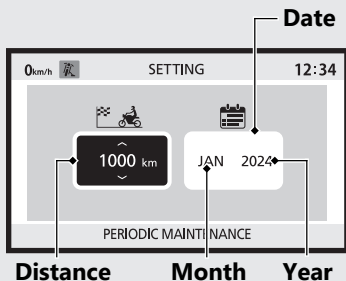 Date
0km/h SETTING 12:34
1000 km JAN 2024
PERIODIC MAINTENANCE
Distance Month Year